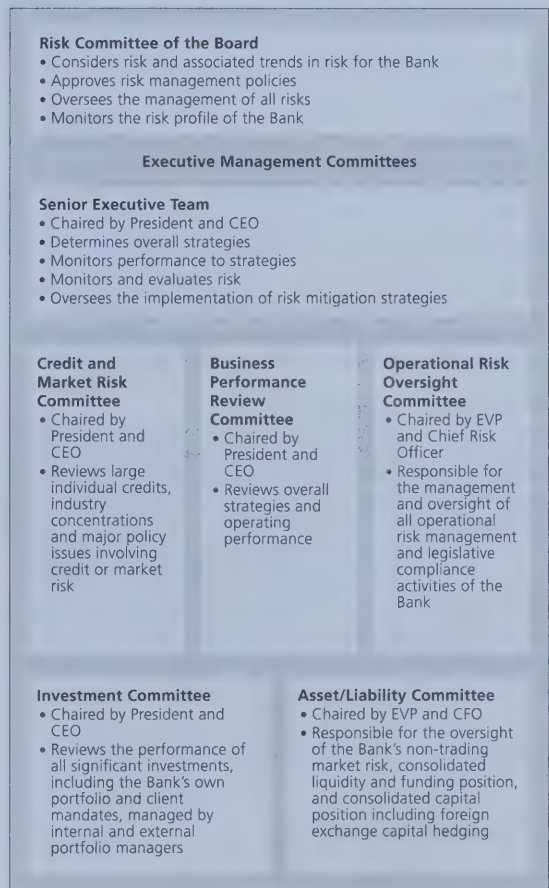 Risk Committee of the Board
• Considers risk and associated trends in risk for the Bank
• Approves risk management policies
• Oversees the management of all risks
• Monitors the risk profile of the Bank
Executive Management Committees
Senior Executive Team
• Chaired by President and CEO
• Determines overall strategies
• Monitors performance to strategies
• Monitors and evaluates risk
• Oversees the implementation of risk mitigation strategies
Credit and
Market Risk
Committee
• Chaired by
President and
CEO
• Reviews large
individual credits,
industry
concentrations
and major policy
issues involving
credit or market
risk
Business
Performance
Review
Committee
• Chaired by
President and
CEO
• Reviews overall
strategies and
operating
performance
Operational Risk
Oversight
Committee
• Chaired by EVP
and Chief Risk
Officer
• Responsible for
the management
and oversight of
all operational
risk management
and legislative
compliance
activities of the
Bank
Investment Committee
• Chaired by President and
CEO
• Reviews the performance of
all significant investments,
including the Bank's own
portfolio and client
mandates, managed by
internal and external
portfolio managers
Asset/Liability Committee
• Chaired by EVP and CFO
• Responsible for the oversight
of the Bank's non-trading
market risk, consolidated
liquidity and funding position,
and consolidated capital
position including foreign
exchange capital hedging